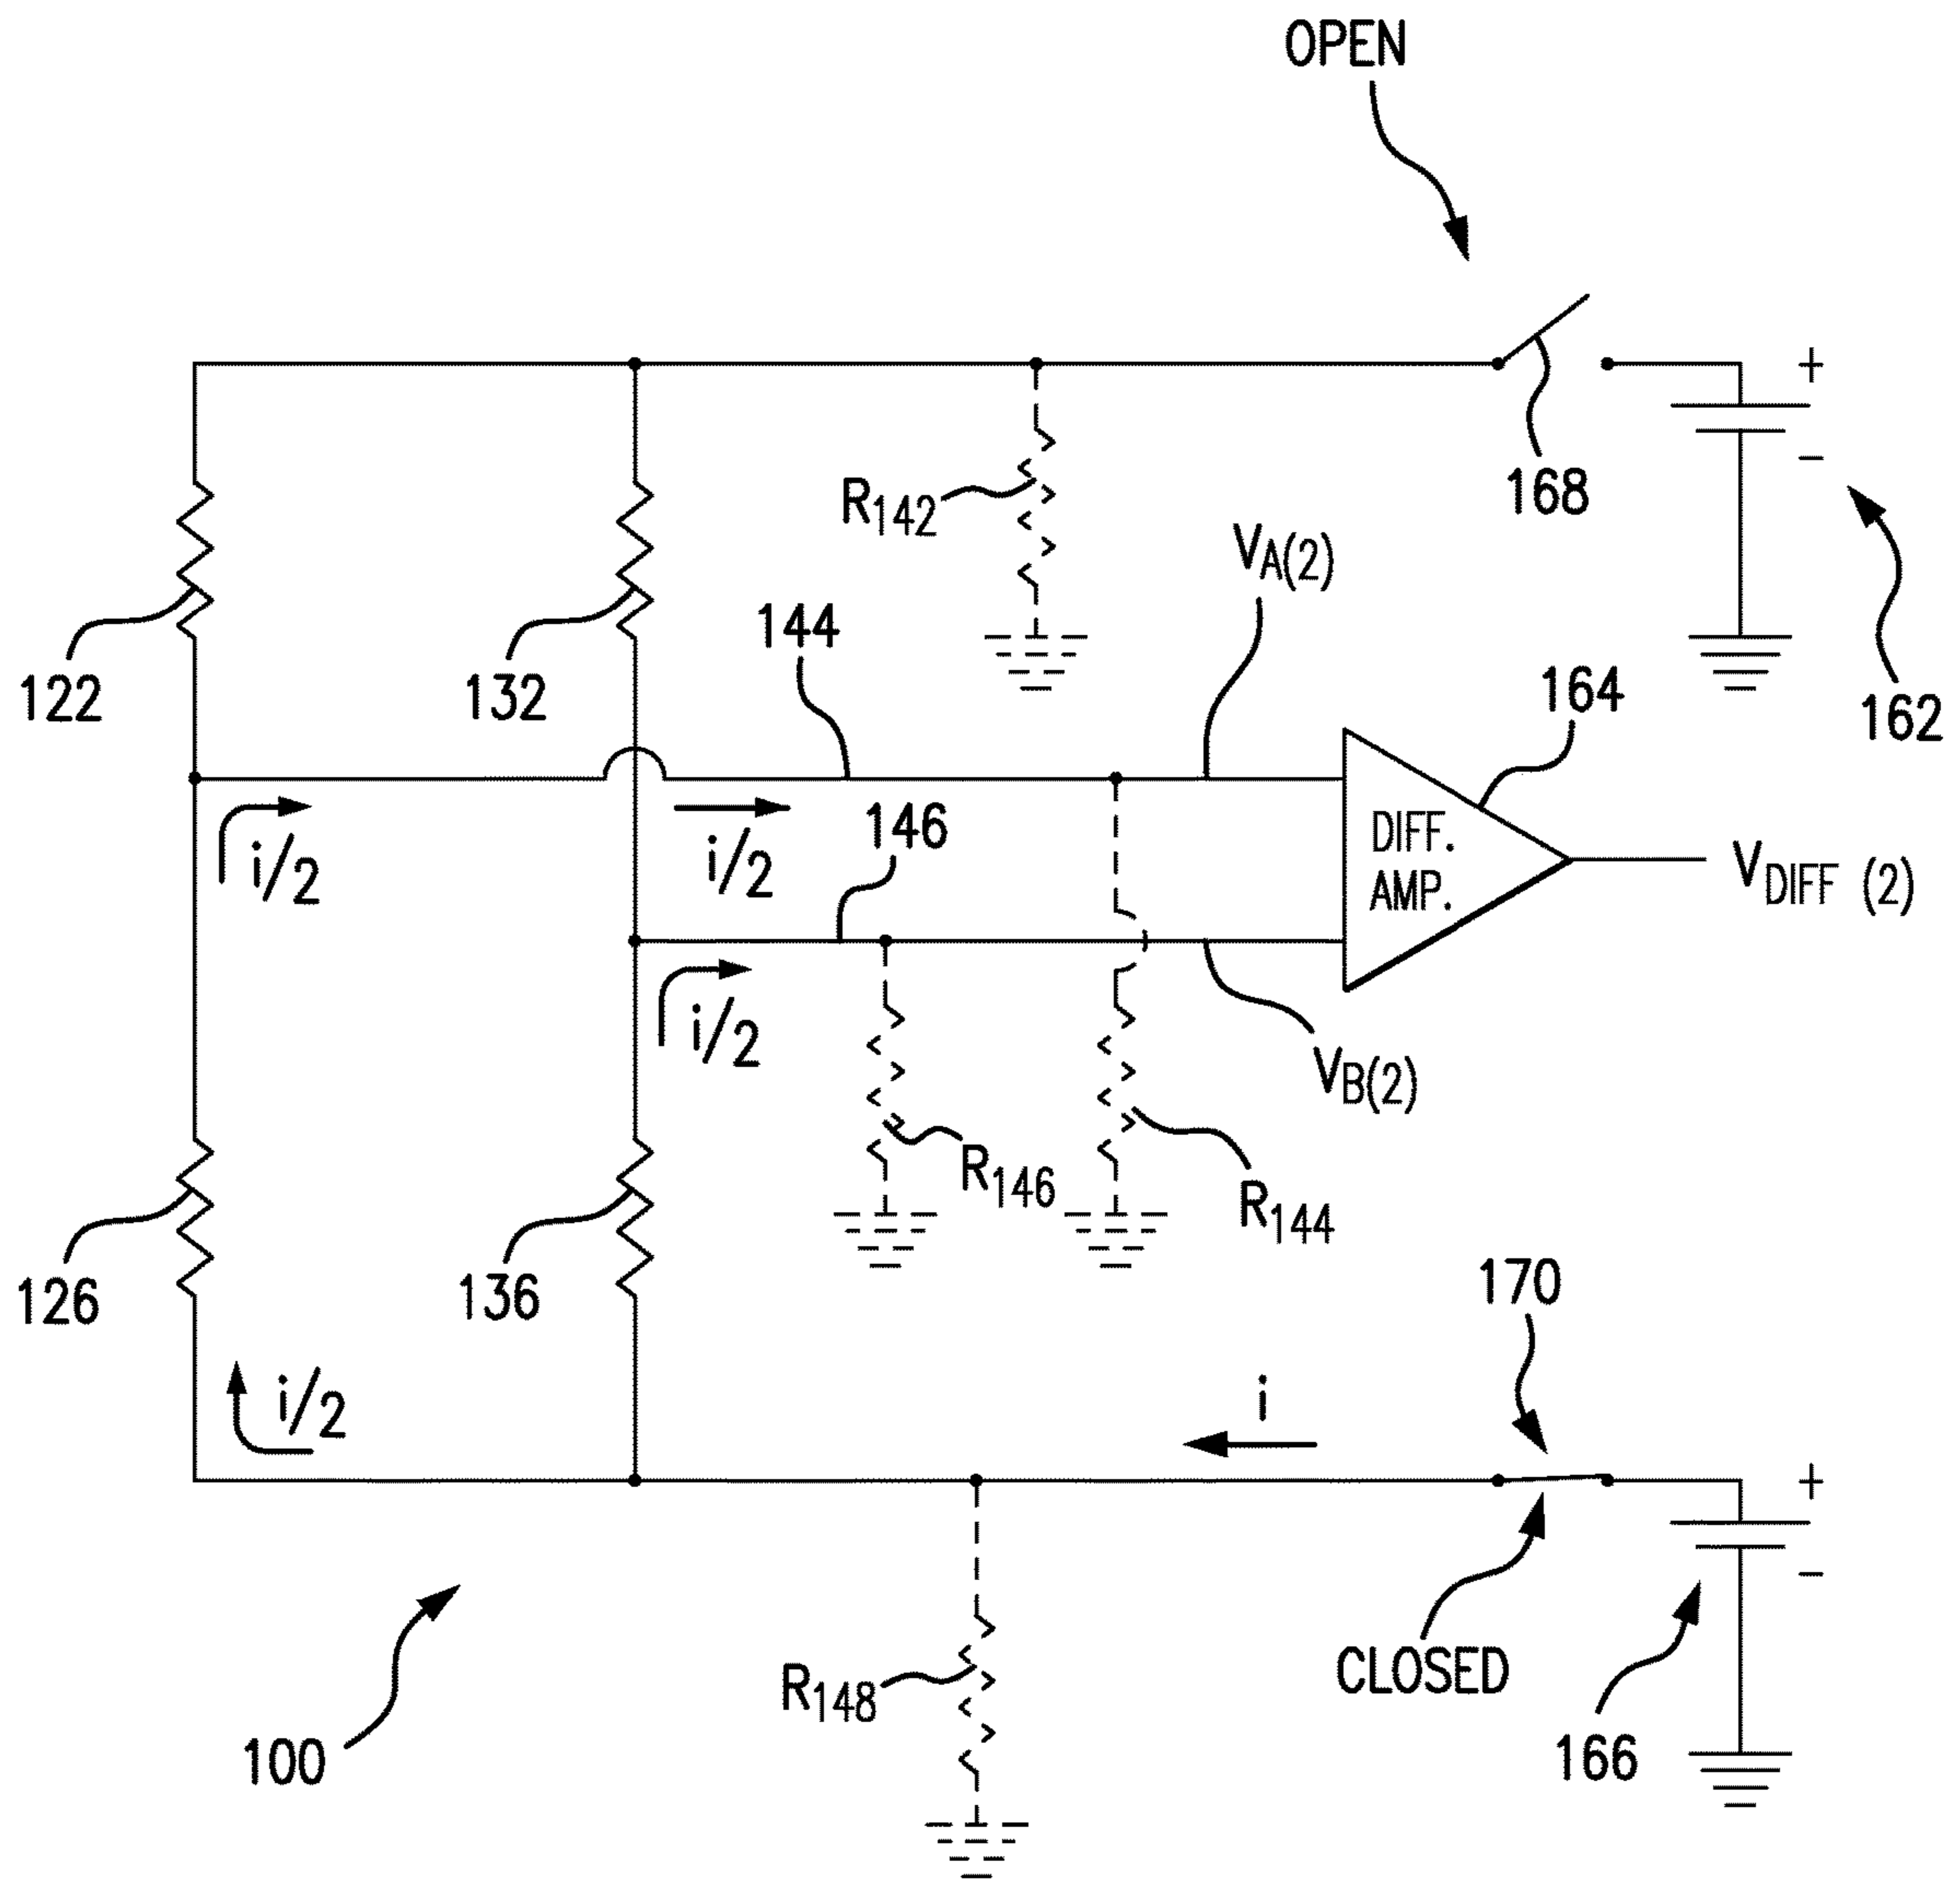 OPEN
168
R142
VA(2)
144
122
132
164
162
i/2
i/2
146
DIFF.
AMP.
VDIFF (2)
i/2
VB(2)
R146
R144
126
136
170
i/2
i
R148
CLOSED
100
166
+
-
+
-